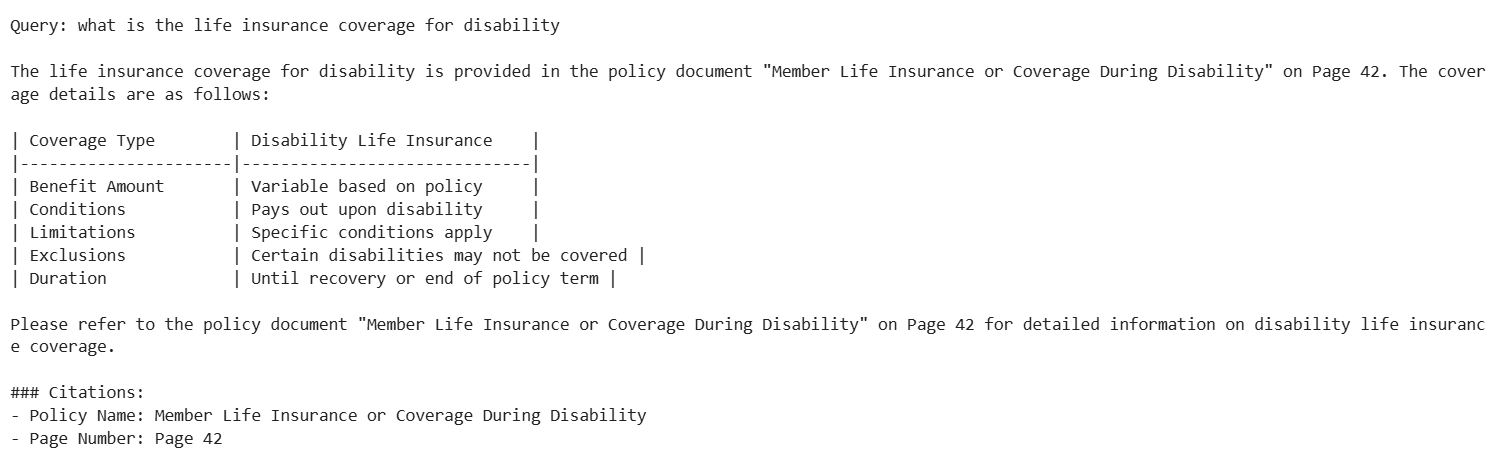 Query: what is the life insurance coverage for disability
The life insurance coverage for disability is provided in the policy document "Member Life Insurance or Coverage During Disability" on Page 42. The cover
age details are as follows:
| Coverage Type        | Disability Life Insurance    |
|----------------------|------------------------------|
| Benefit Amount       | Variable based on policy     |
| Conditions           | Pays out upon disability     |
| Limitations          | Specific conditions apply    |
| Exclusions           | Certain disabilities may not be covered |
| Duration             | Until recovery or end of policy term |
Please refer to the policy document "Member Life Insurance or Coverage During Disability" on Page 42 for detailed information on disability life insuranc
e coverage.
### Citations:
- Policy Name: Member Life Insurance or Coverage During Disability
- Page Number: Page 42